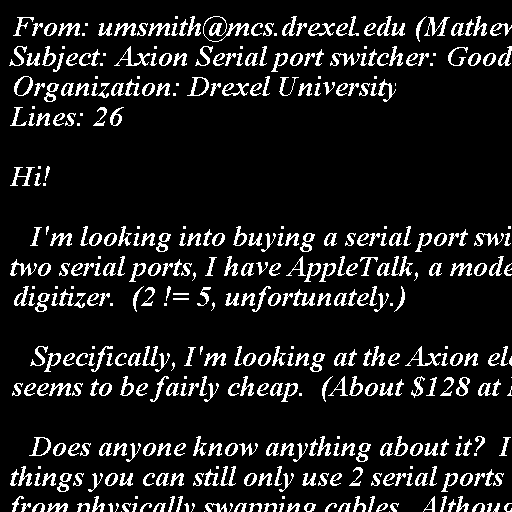 From: umsmith@mcs.drexel.edu (Mathew
Subject: Axion Serial port switcher: Good
Organization: Drexel University
Lines: 26

Hi!

I'm looking into buying a serial port swi
two serial ports, I have AppleTalk, a mode
digitizer. (2 != 5, unfortunately.)

Specifically, I'm looking at the Axion ele
seems to be fairly cheap. (About $128 at

Does anyone know anything about it? I
things you can still only use 2 serial ports
from physically swapping cables. Althoug